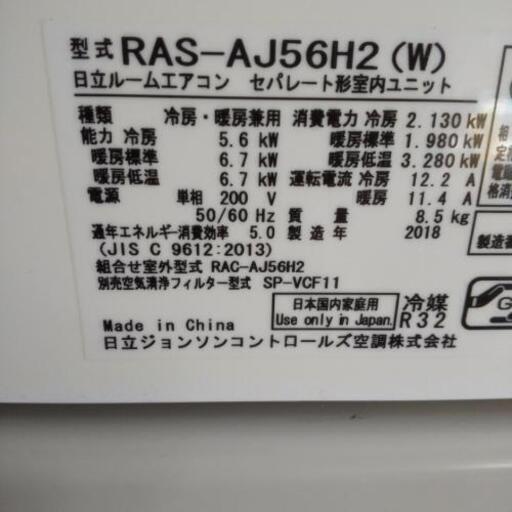 型式 RAS-AJ56H2 (W)
日立ルームエアコン セパレート形室内ユニット
種類 冷房・暖房兼用 消費電力 冷房 2.130 kW
能力 冷房 5.6 kW 暖房標準 1.980 kW
暖房標準 6.7 kW 暖房低温 3.280 kW
暖房低温 6.7 kW 運転電流 冷房 12.2 A
電源 単相 200 V 暖房 11.4 A
50/60 Hz 質量 8.5 kg
通年エネルギー消費効率 5.0 製造年 2018
(JIS C 9612:2013)
組合せ室外型式 RAC-AJ56H2
別売空気清浄フィルター型式 SP-VCF11
日本国内家庭用 冷媒
Use only in Japan. R32
Made in China
日立ジョンソンコントロールズ空調株式会社
製造番